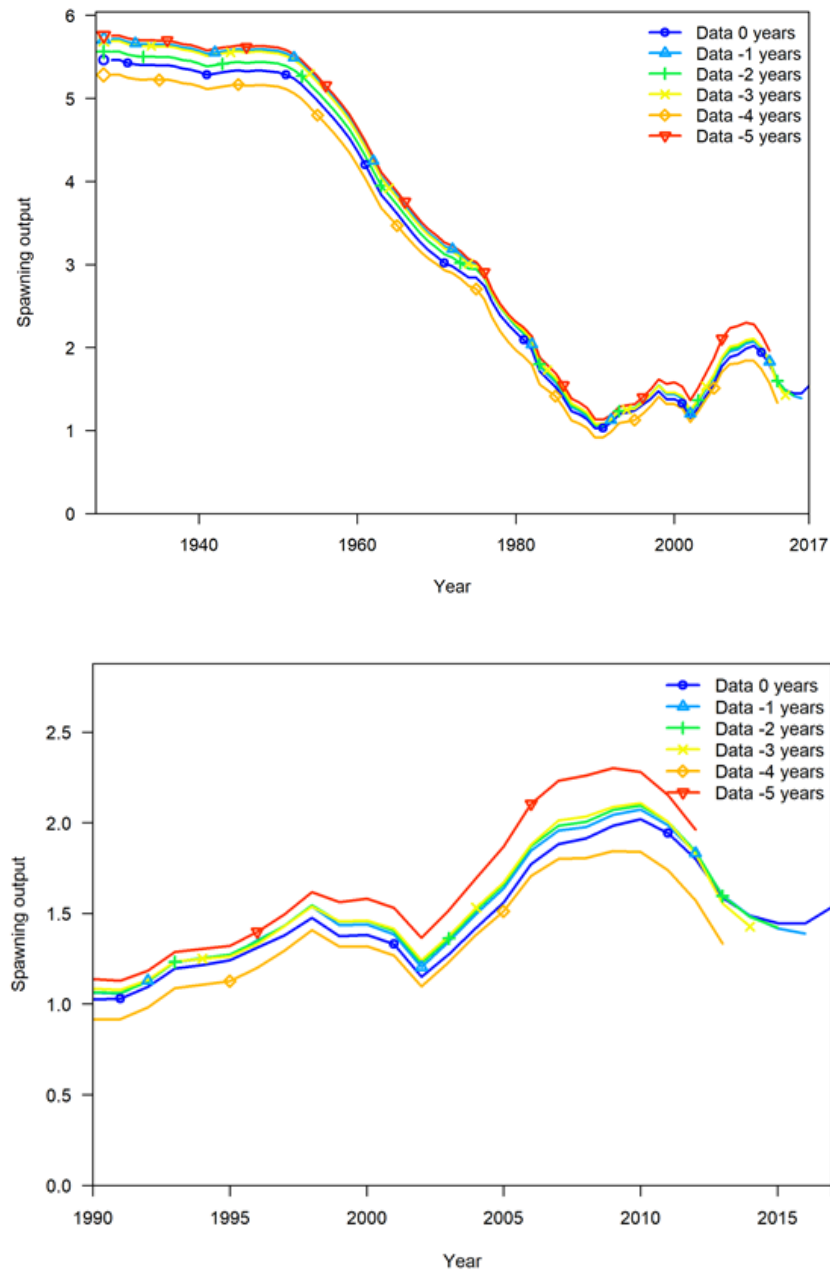 6
5
4
3
2
1
0
Spawning output
Data 0 years
Data -1 years
Data -2 years
Data -3 years
Data -4 years
Data -5 years
1940
1960
1980
2000
2017
Year
2.5
2.0
1.5
1.0
0.5
0.0
Spawning output
Data 0 years
Data -1 years
Data -2 years
Data -3 years
Data -4 years
Data -5 years
1990
1995
2000
2005
2010
2015
Year